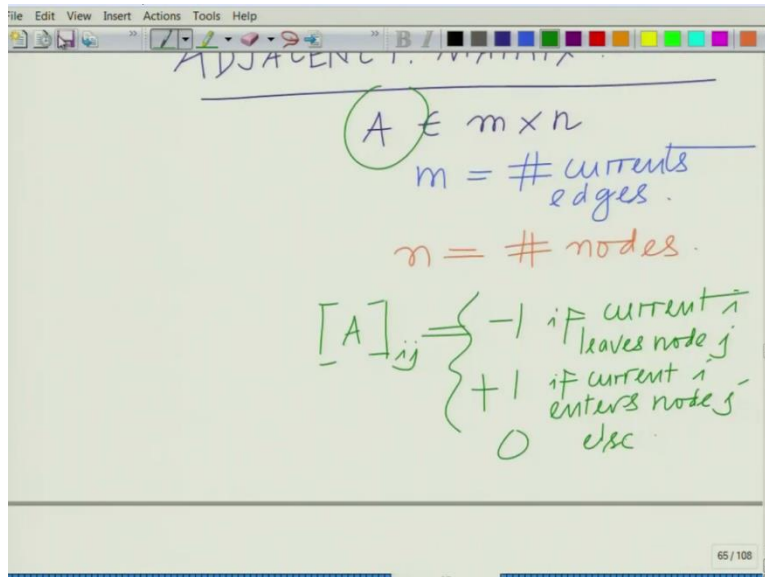 File Edit View Insert Actions Tools Help
B I
ADJACENCY MATRIX.
A ∈ m × n
m = # currents
edges.
n = # nodes.
[A]ij = { -1 if current i
leaves node j
+1 if current i
enters node j
0 else.
65 / 108